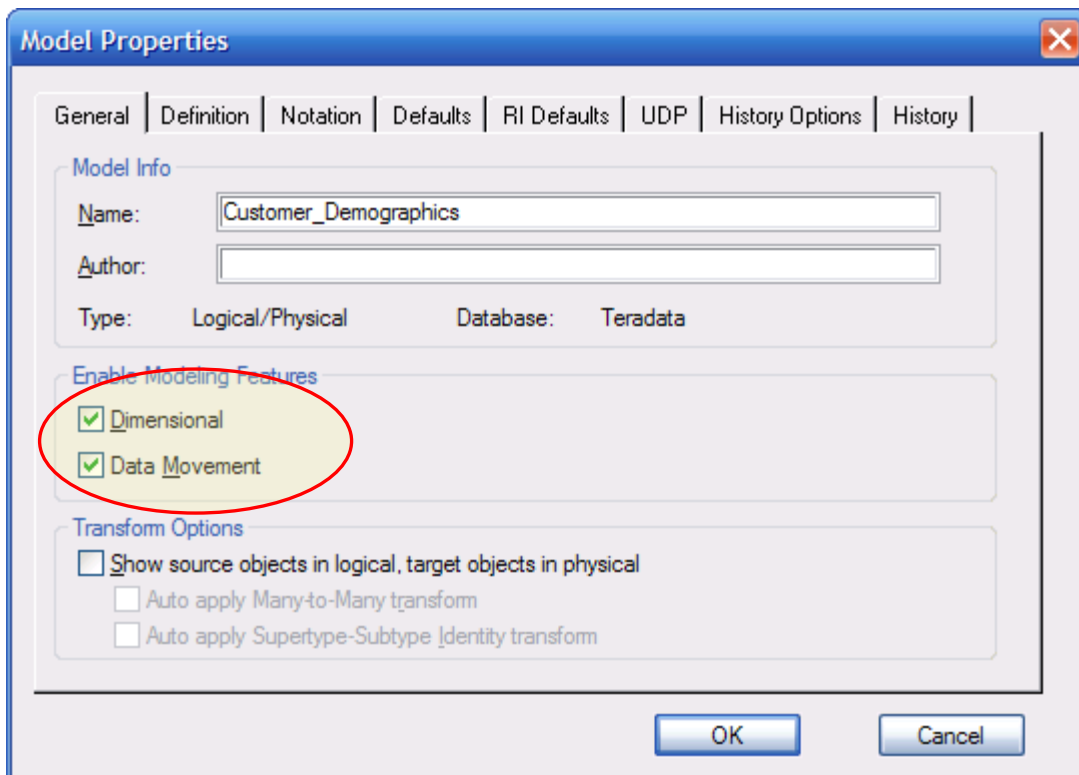 Model Properties
General Definition Notation Defaults RI Defaults UDP History Options History
Model Info
Name: Customer_Demographics
Author:
Type: Logical/Physical Database: Teradata
Enable Modeling Features
Dimensional
Data Movement
Transform Options
Show source objects in logical, target objects in physical
Auto apply Many-to-Many transform
Auto apply Supertype-Subtype Identity transform
OK Cancel